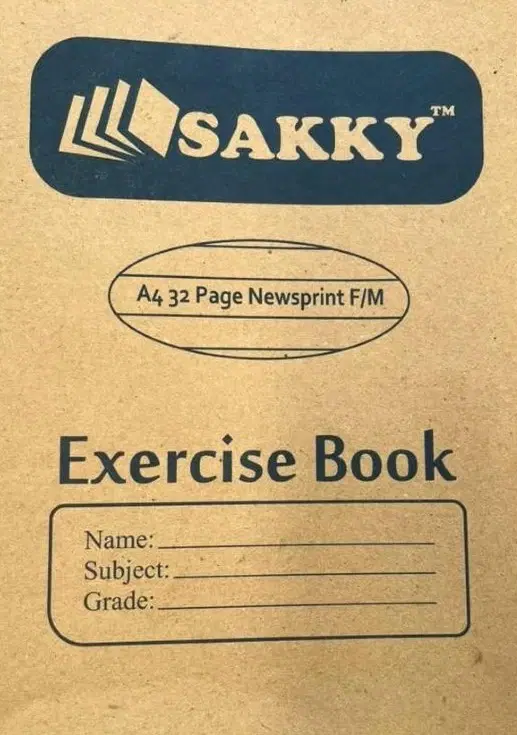 SAKKY™
A4 32 Page Newsprint F/M
Exercise Book
Name:
Subject:
Grade: